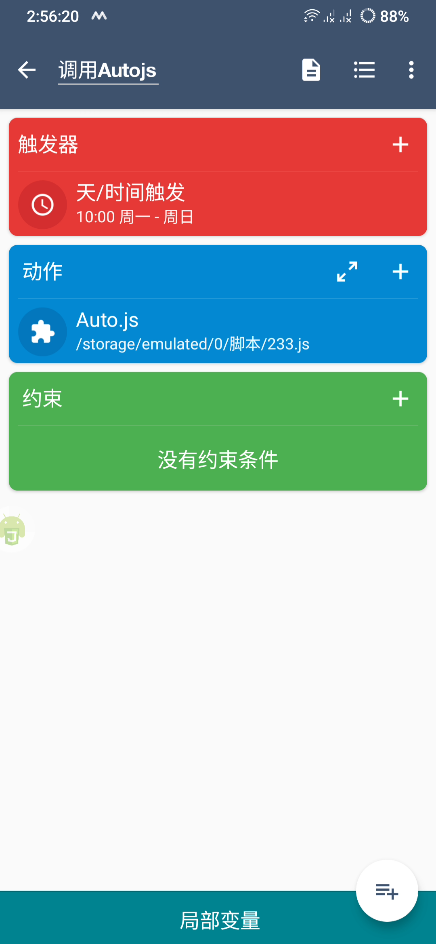 2:56:20
88%
调用Autojs
触发器
天/时间触发
10:00 周一 - 周日
动作
Auto.js
/storage/emulated/0/脚本/233.js
约束
没有约束条件
局部变量